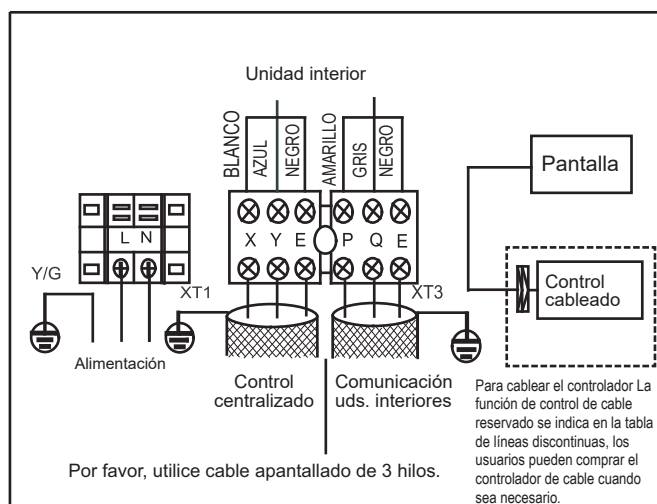 Unidad interior
BLANCO
AZUL
NEGRO
AMARILLO
GRIS
NEGRO
Pantalla
L N
X Y E P Q E
Y/G
XT1
XT3
Control
cableado
Alimentación
Control
centralizado
Comunicación
uds. interiores
Para cablear el controlador La
función de control de cable
reservado se indica en la tabla
de líneas discontinuas, los
usuarios pueden comprar el
controlador de cable cuando
sea necesario.
Por favor, utilice cable apantallado de 3 hilos.